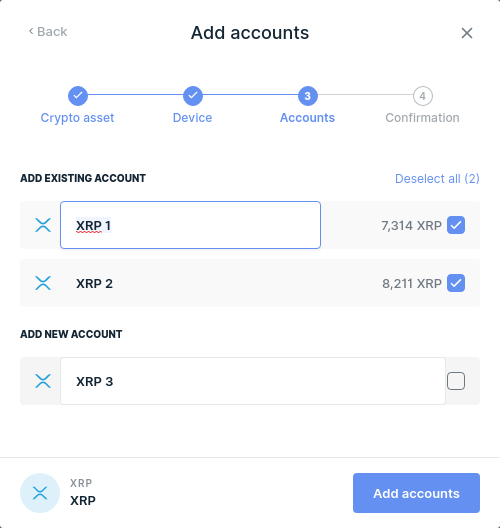 Back
Add accounts
3
4
Crypto asset
Device
Accounts
Confirmation
ADD EXISTING ACCOUNT
Deselect all (2)
XRP 1
7,314 XRP
XRP 2
8,211 XRP
ADD NEW ACCOUNT
XRP 3
XRP
XRP
Add accounts